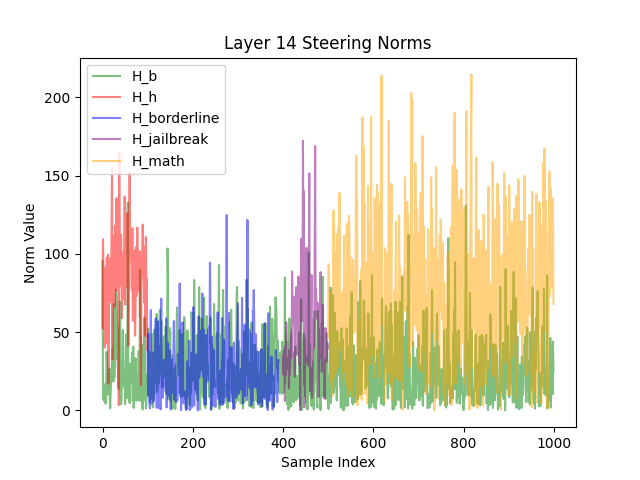 Layer 14 Steering Norms
H_b
H_h
H_borderline
H_jailbreak
H_math
Norm Value
200
150
100
50
0
0 200 400 600 800 1000
Sample Index